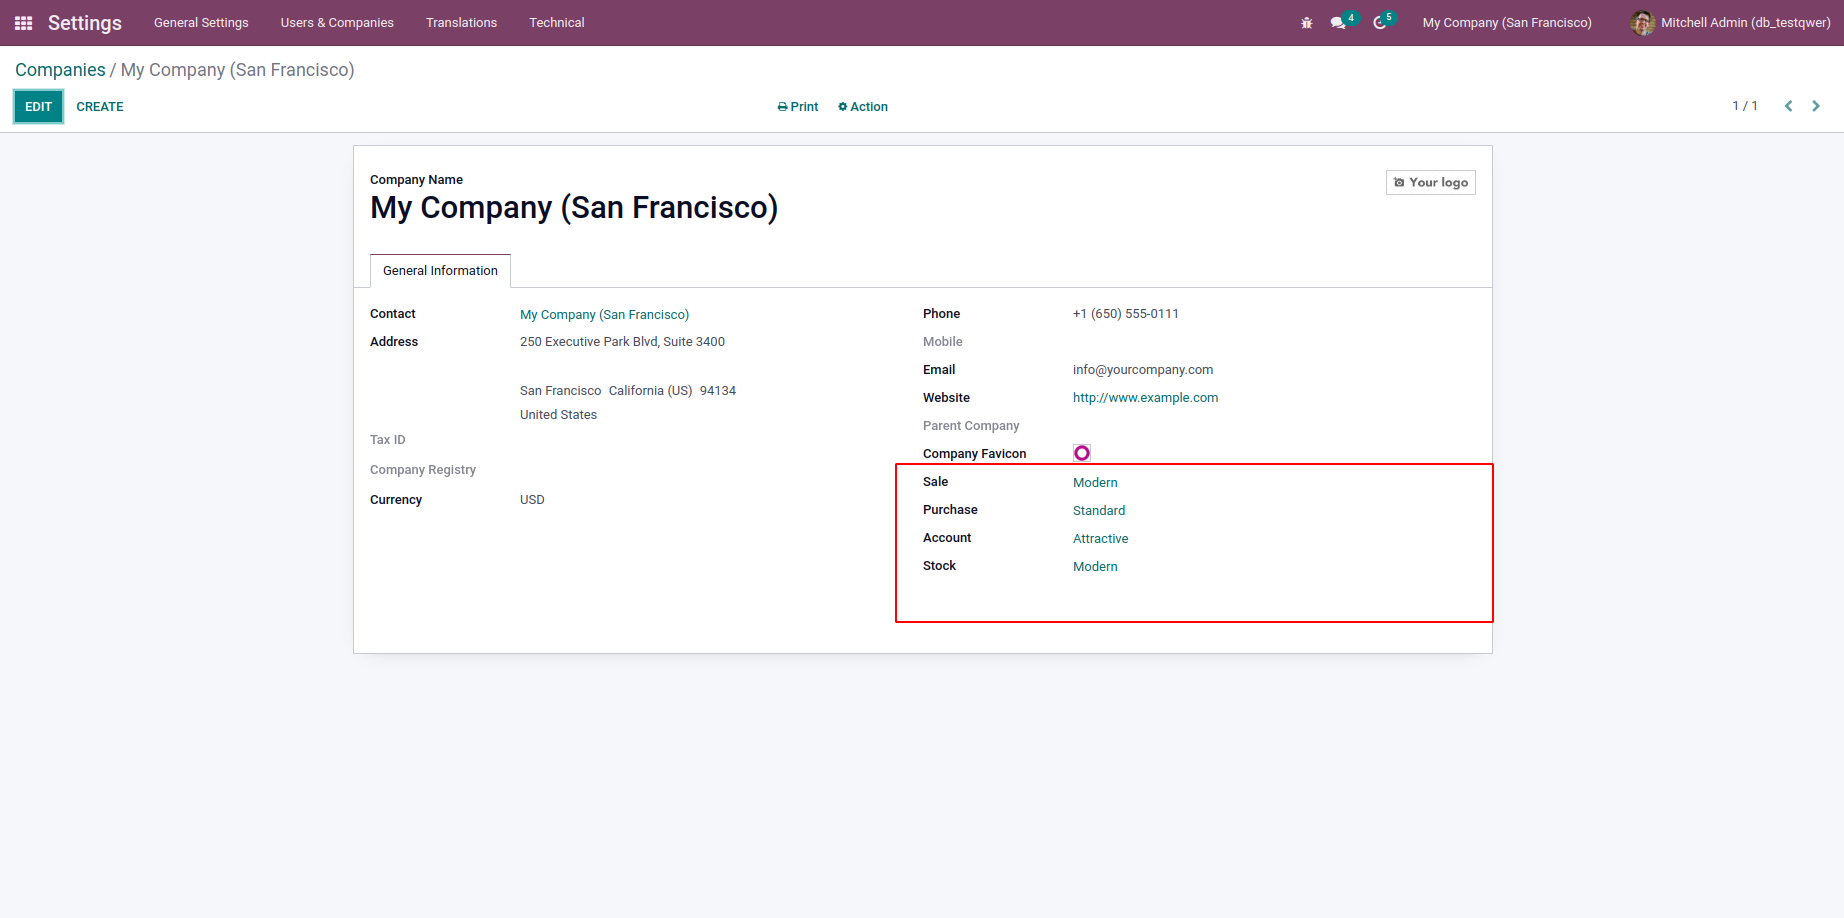 Settings General Settings Users & Companies Translations Technical 4 5 My Company (San Francisco) Mitchell Admin (db_testqwer)
Companies / My Company (San Francisco)
EDIT CREATE Print Action 1 / 1
Company Name
Your logo
My Company (San Francisco)
General Information
Contact My Company (San Francisco)
Address 250 Executive Park Blvd, Suite 3400
San Francisco California (US) 94134
United States
Tax ID
Company Registry
Currency USD
Phone +1 (650) 555-0111
Mobile
Email info@yourcompany.com
Website http://www.example.com
Parent Company
Company Favicon
Sale Modern
Purchase Standard
Account Attractive
Stock Modern